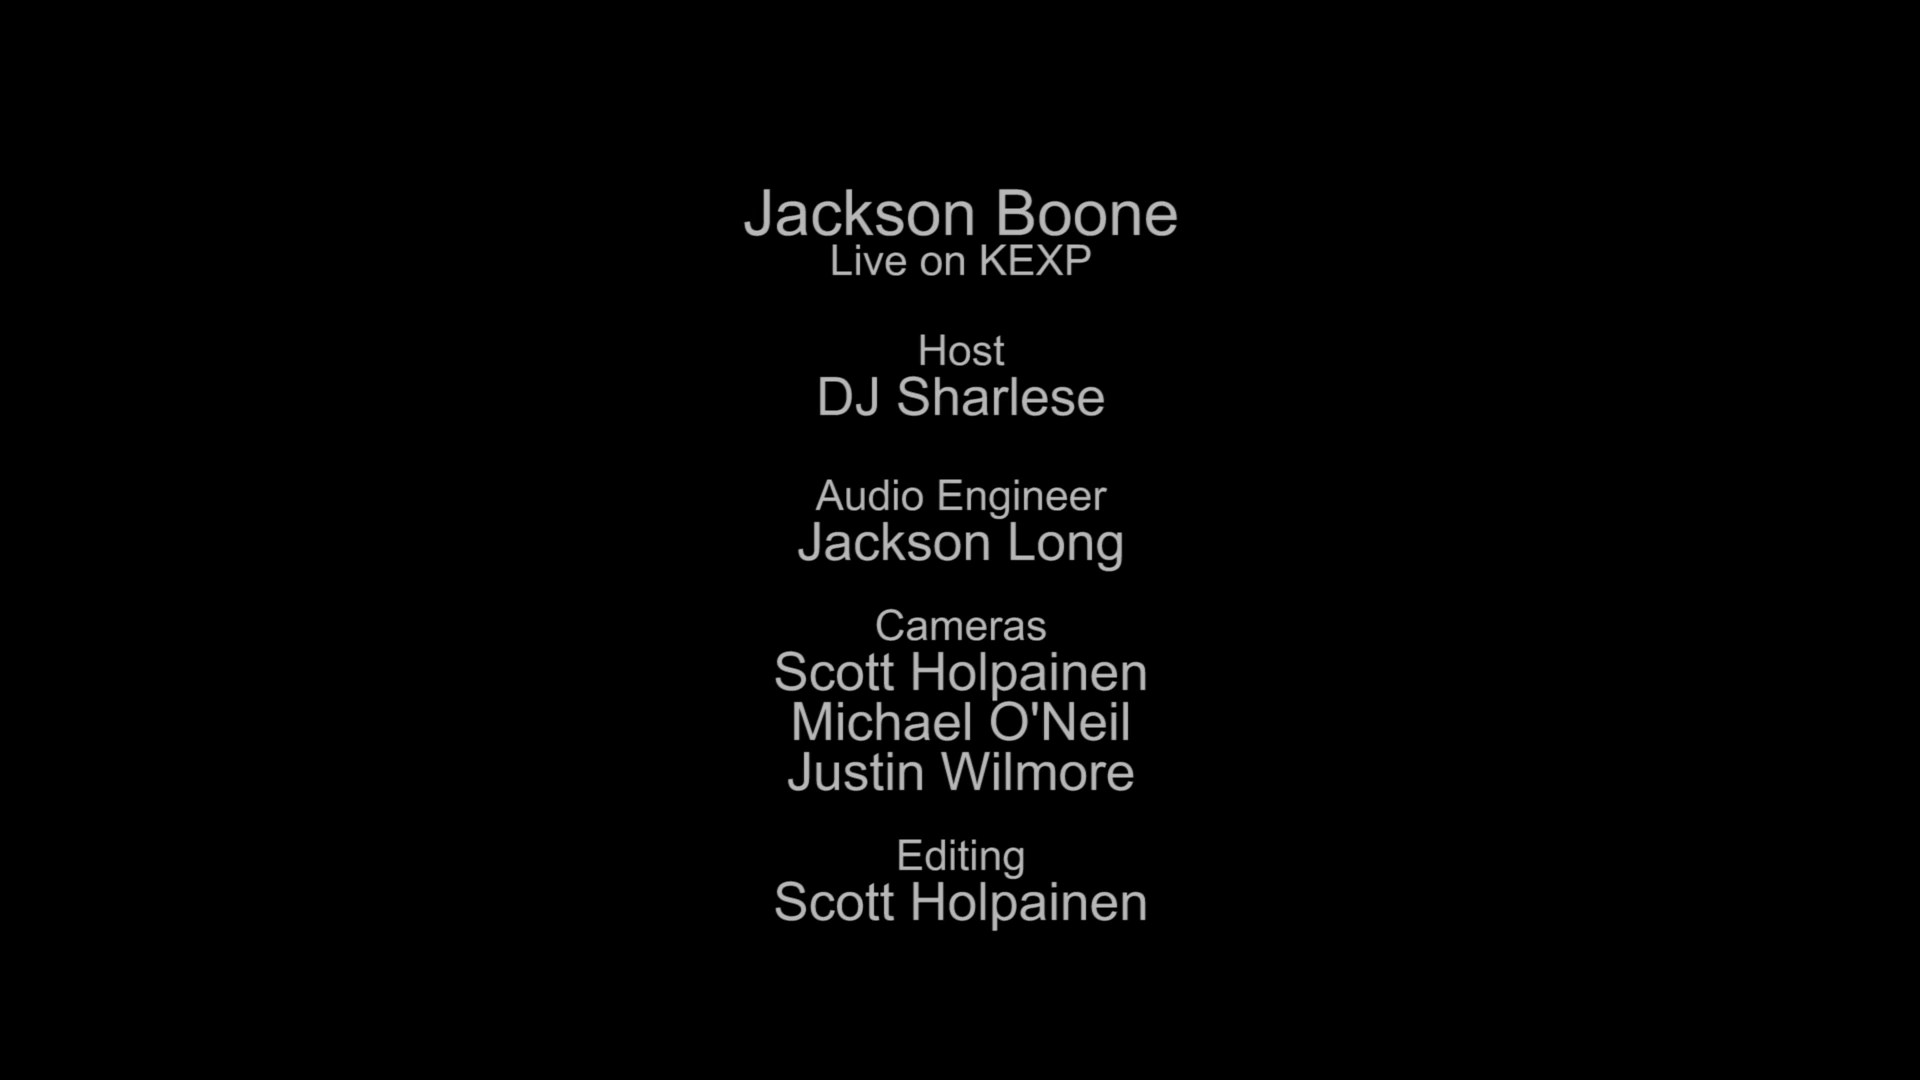 Jackson Boone
Live on KEXP
Host
DJ Sharlese
Audio Engineer
Jackson Long
Cameras
Scott Holpainen
Michael O'Neil
Justin Wilmore
Editing
Scott Holpainen